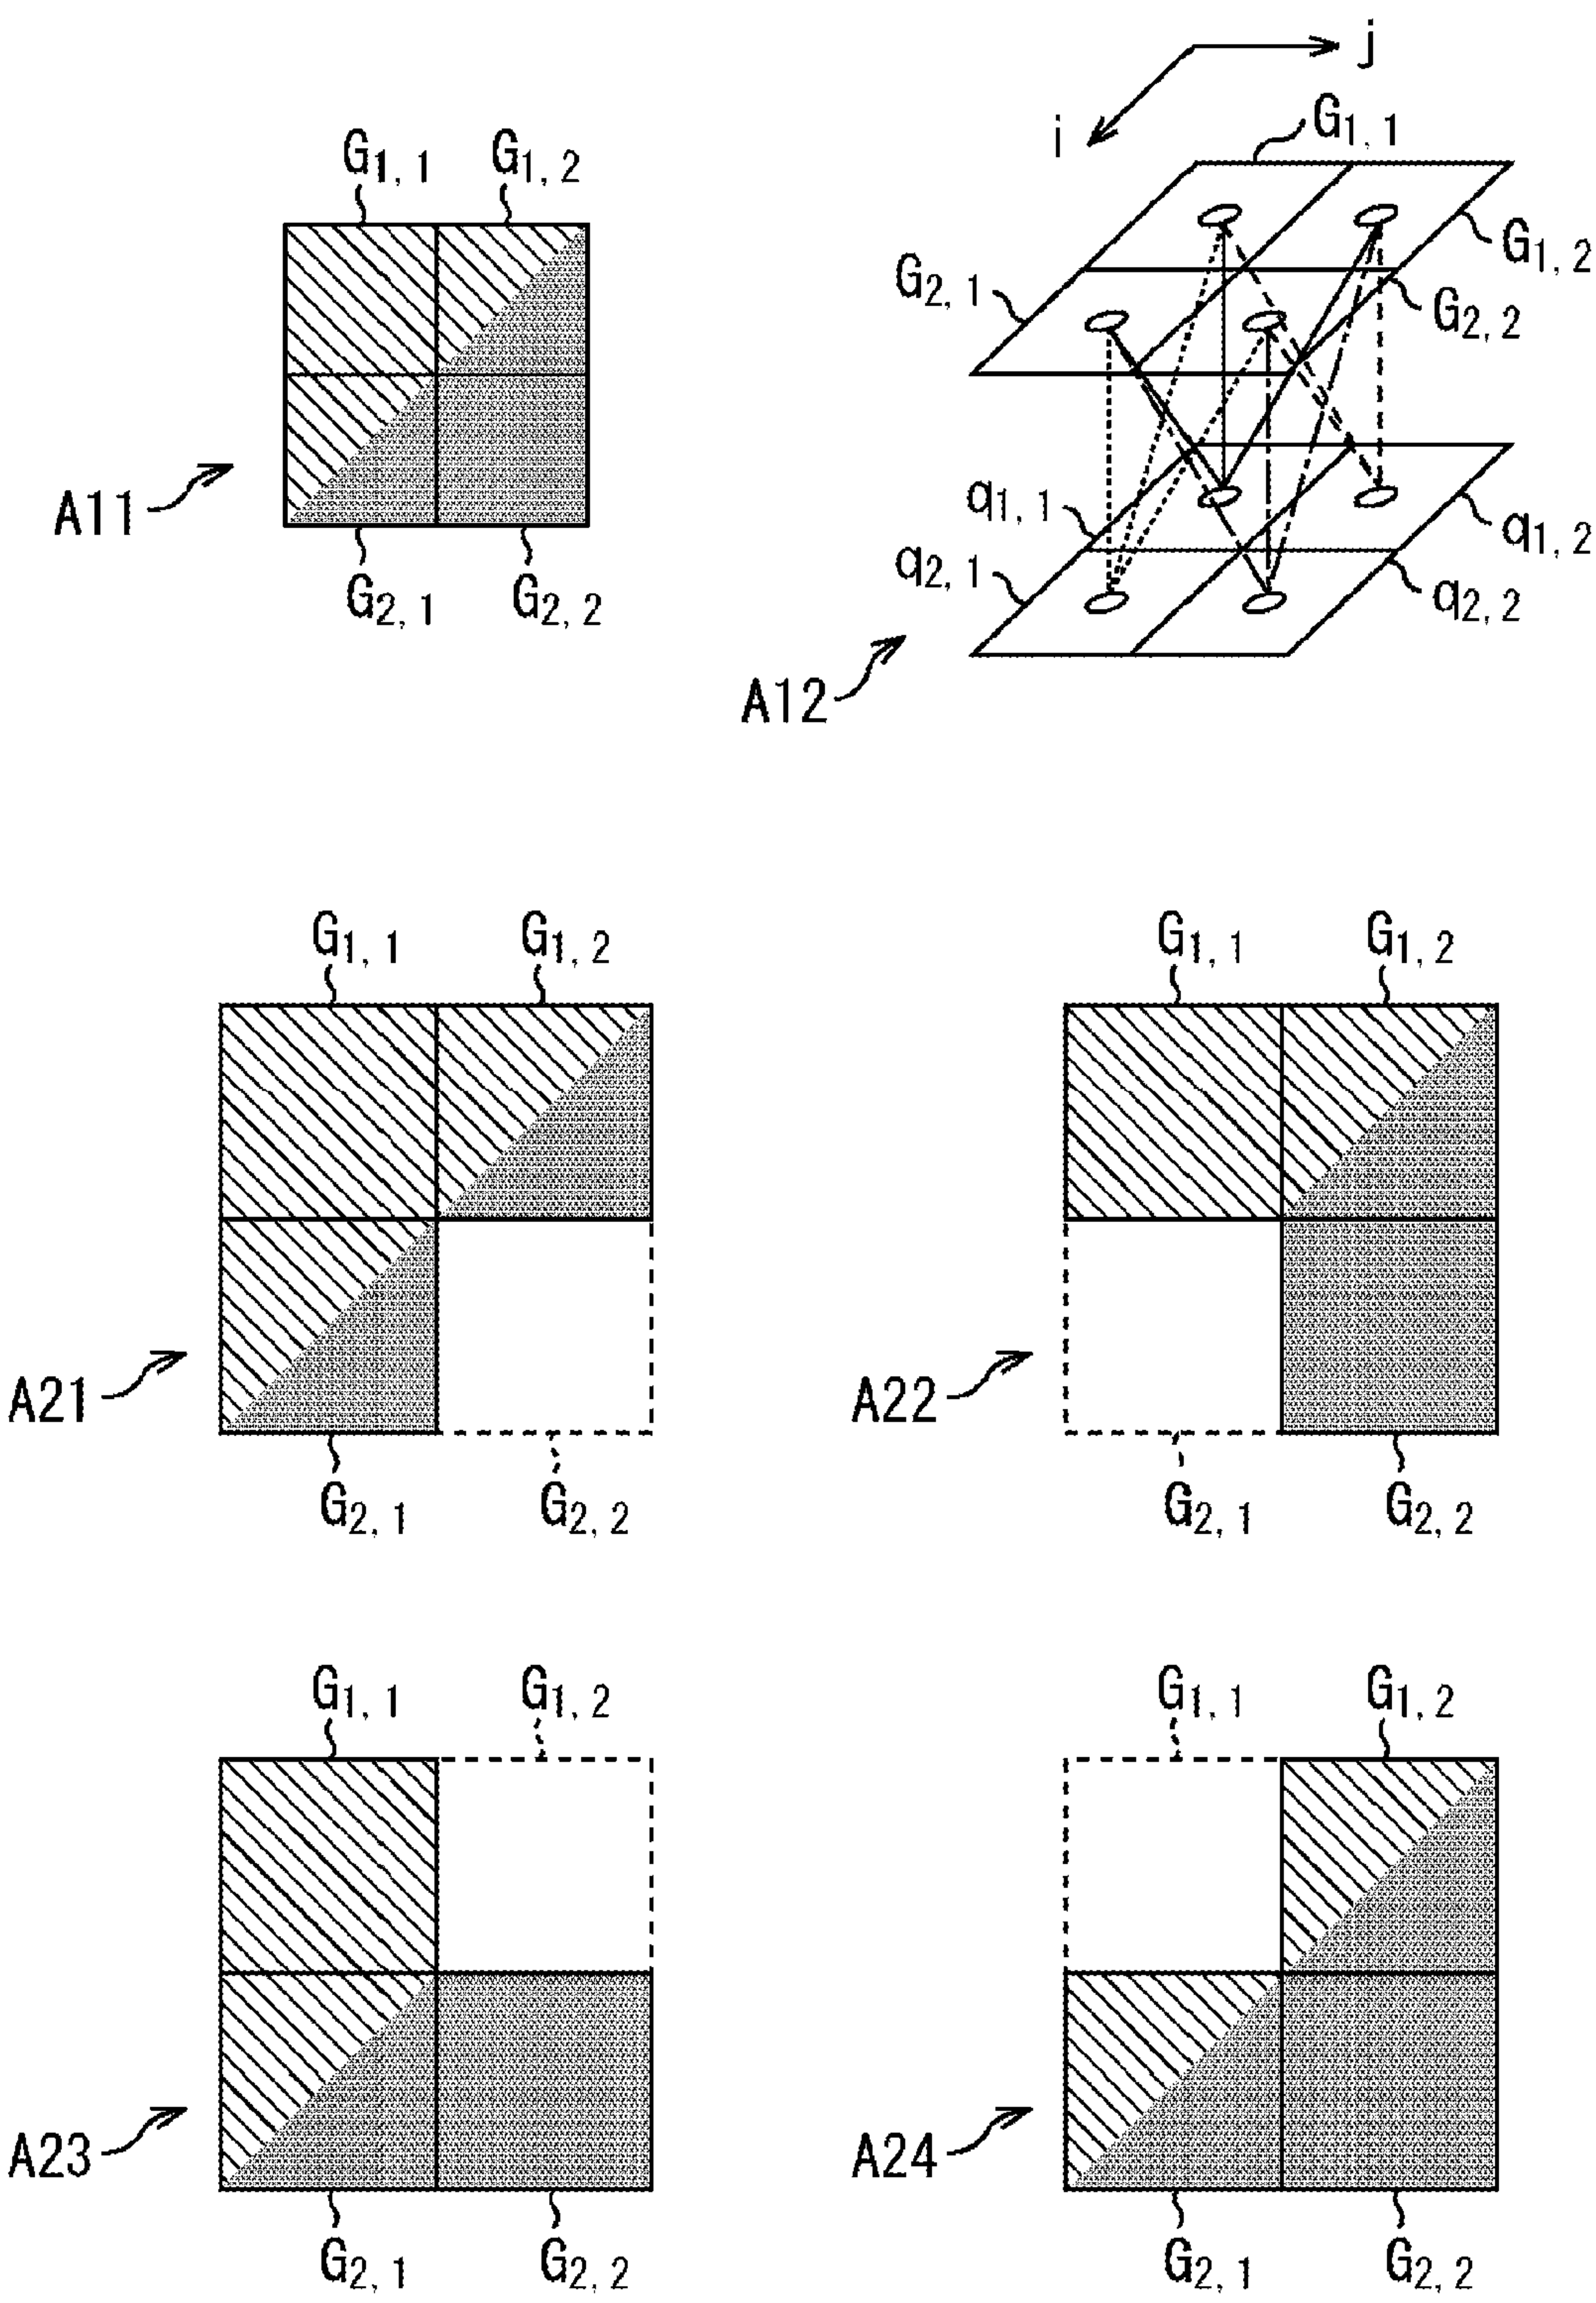 j
i
G1,1
G1,1 G1,2
G1,2
G2,1
G2,2
A11
q1,1
q1,2
q2,1
q2,2
G2,1 G2,2
A12
G1,1 G1,2 G1,1 G1,2
A21 A22
G2,1 G2,2 G2,1 G2,2
G1,1 G1,2 G1,1 G1,2
A23 A24
G2,1 G2,2 G2,1 G2,2